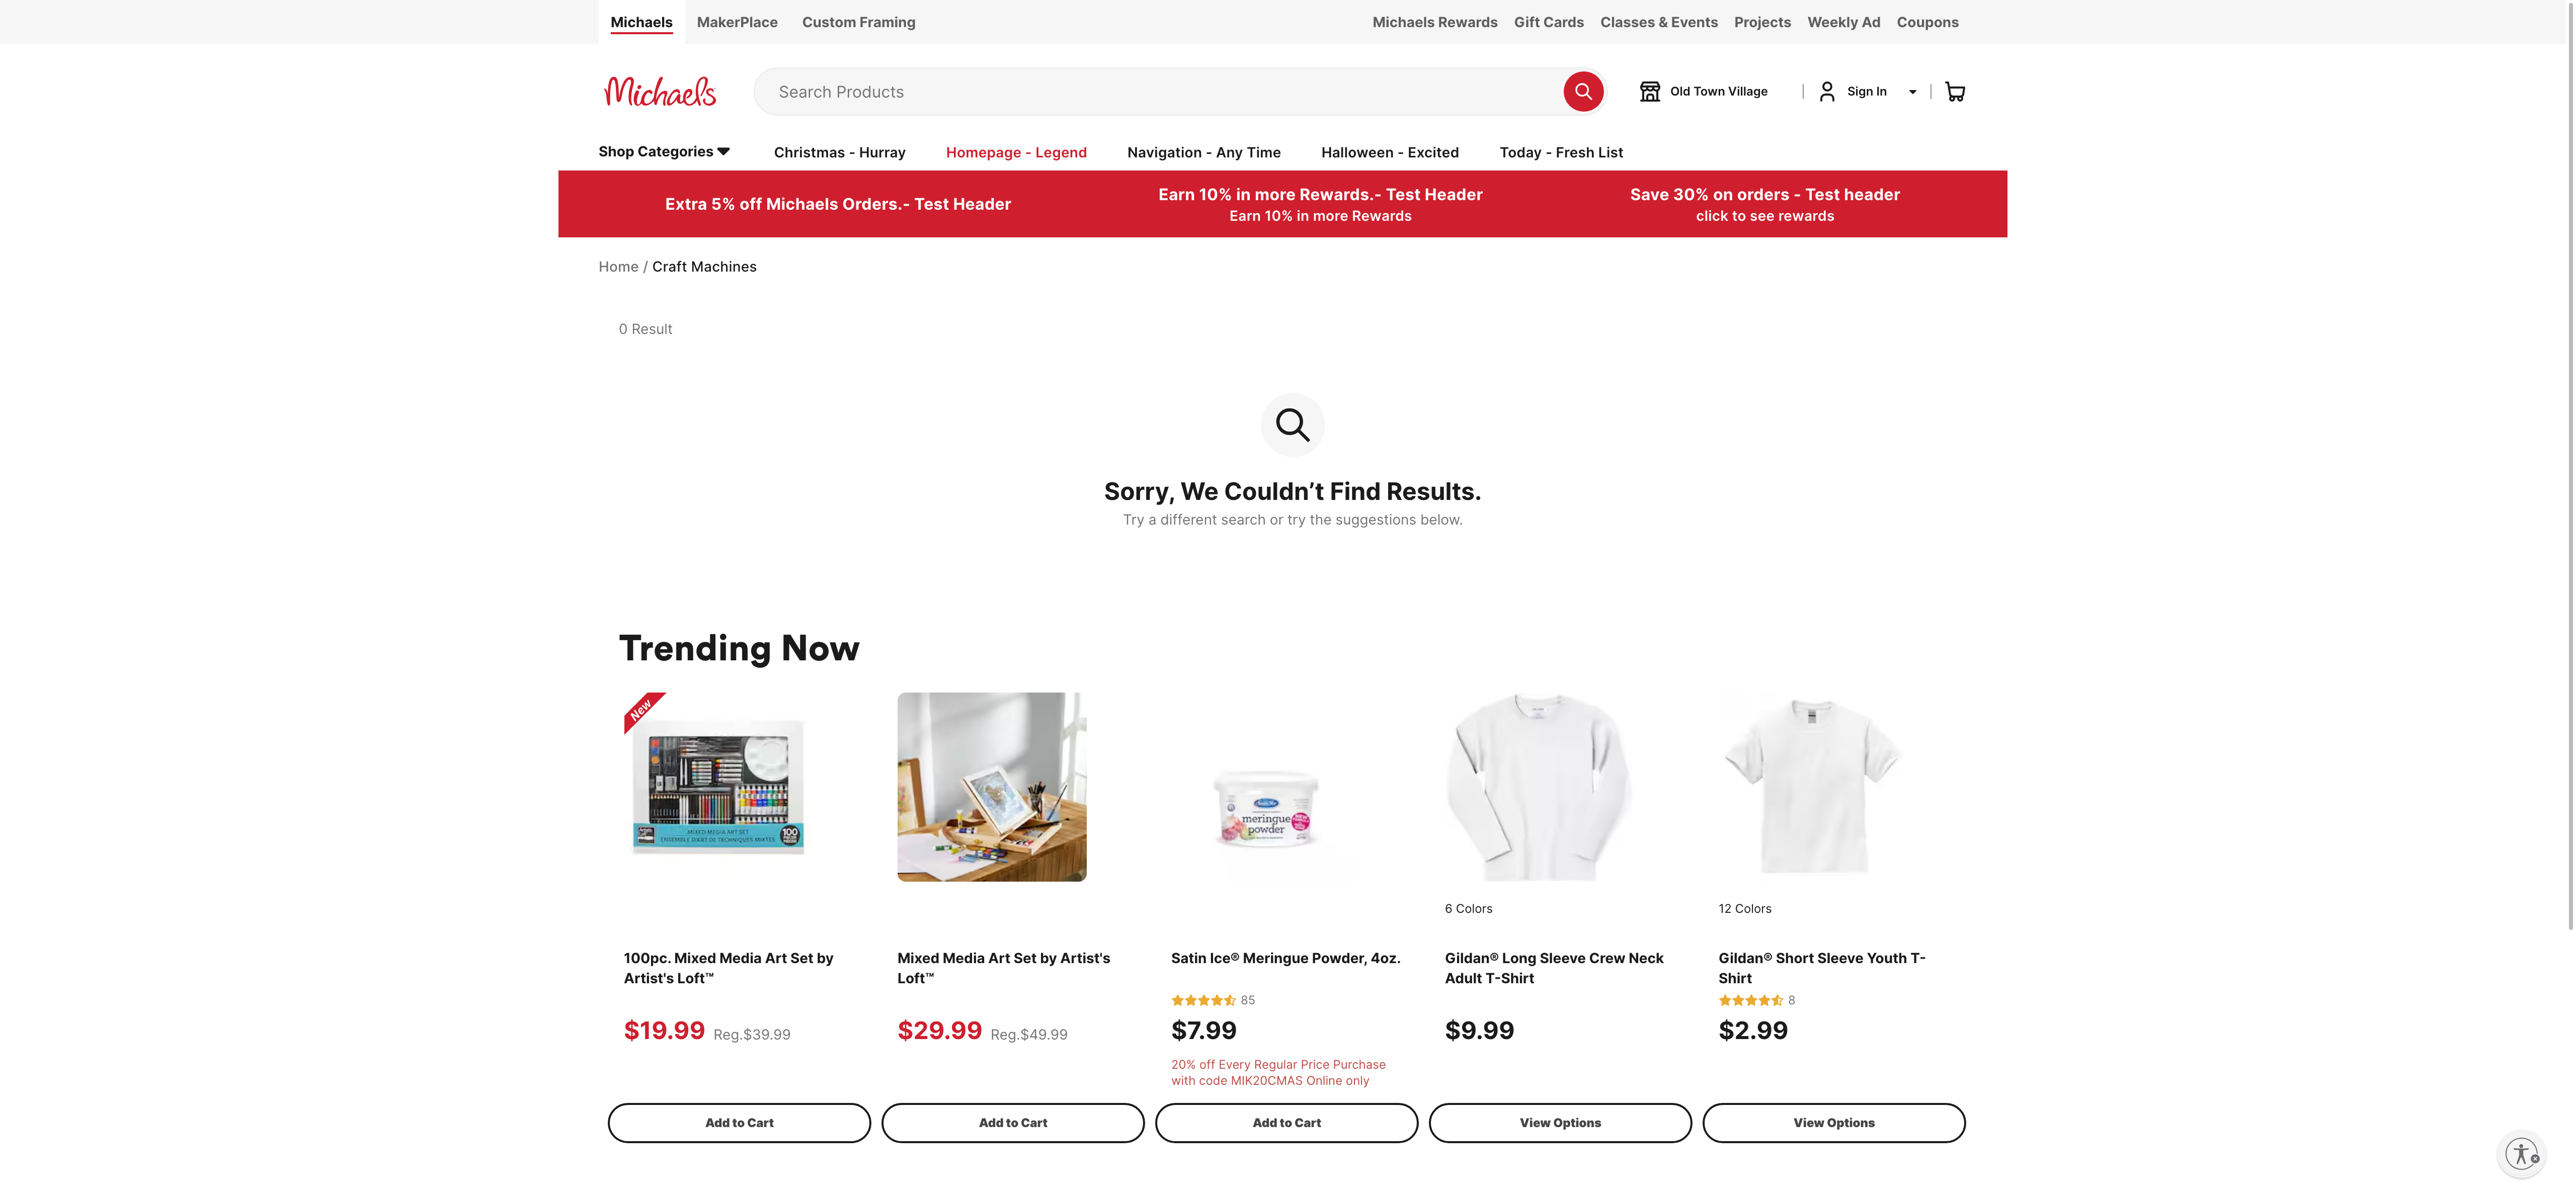 Michaels MakerPlace Custom Framing Michaels Rewards Gift Cards Classes & Events Projects Weekly Ad Coupons
Michaels Search Products Old Town Village | Sign In |
Shop Categories Christmas - Hurray Homepage - Legend Navigation - Any Time Halloween - Excited Today - Fresh List
Extra 5% off Michaels Orders.- Test Header
Earn 10% in more Rewards.- Test Header
Earn 10% in more Rewards
Save 30% on orders - Test header
click to see rewards
Home / Craft Machines
0 Result
Sorry, We Couldn’t Find Results.
Try a different search or try the suggestions below.
Trending Now
New
MIXED MEDIA ART SET
ENSEMBLE D'ART DE TECHNIQUES MIXTES
100
meringue
powder
6 Colors
12 Colors
100pc. Mixed Media Art Set by
Artist's Loft™
$19.99 Reg.$39.99
Add to Cart
Mixed Media Art Set by Artist's
Loft™
$29.99 Reg.$49.99
Add to Cart
Satin Ice® Meringue Powder, 4oz.
85
$7.99
20% off Every Regular Price Purchase
with code MIK20CMAS Online only
Add to Cart
Gildan® Long Sleeve Crew Neck
Adult T-Shirt
$9.99
View Options
Gildan® Short Sleeve Youth T-
Shirt
8
$2.99
View Options